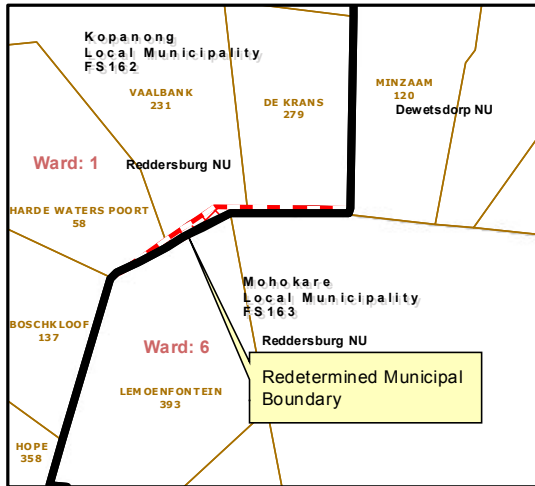 Kopanong
Local Municipality
FS162
VAALBANK
231
DE KRANS
279
MINZAAM
120
Dewetsdorp NU
Ward: 1
Reddersburg NU
HARDE WATERS POORT
58
Mohokare
Local Municipality
FS163
BOSCHKLOOF
137
Ward: 6
Reddersburg NU
Redetermined Municipal
Boundary
LEMOENFONTEIN
393
HOPE
358